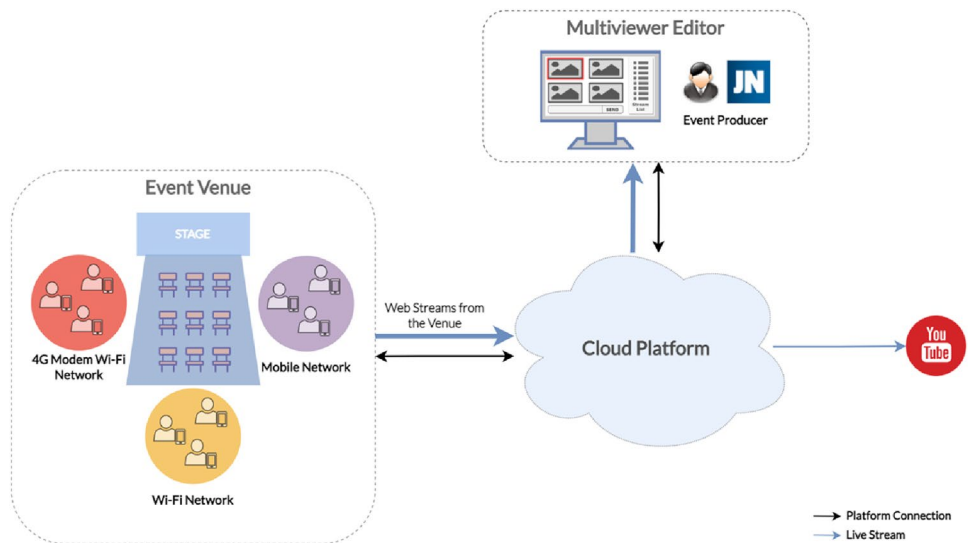 Multiviewer Editor
SEND
Stream
List
JN
Event Producer
Event Venue
STAGE
4G Modem Wi-Fi
Network
Mobile Network
Wi-Fi Network
Web Streams from
the Venue
Cloud Platform
You
Tube
Platform Connection
Live Stream